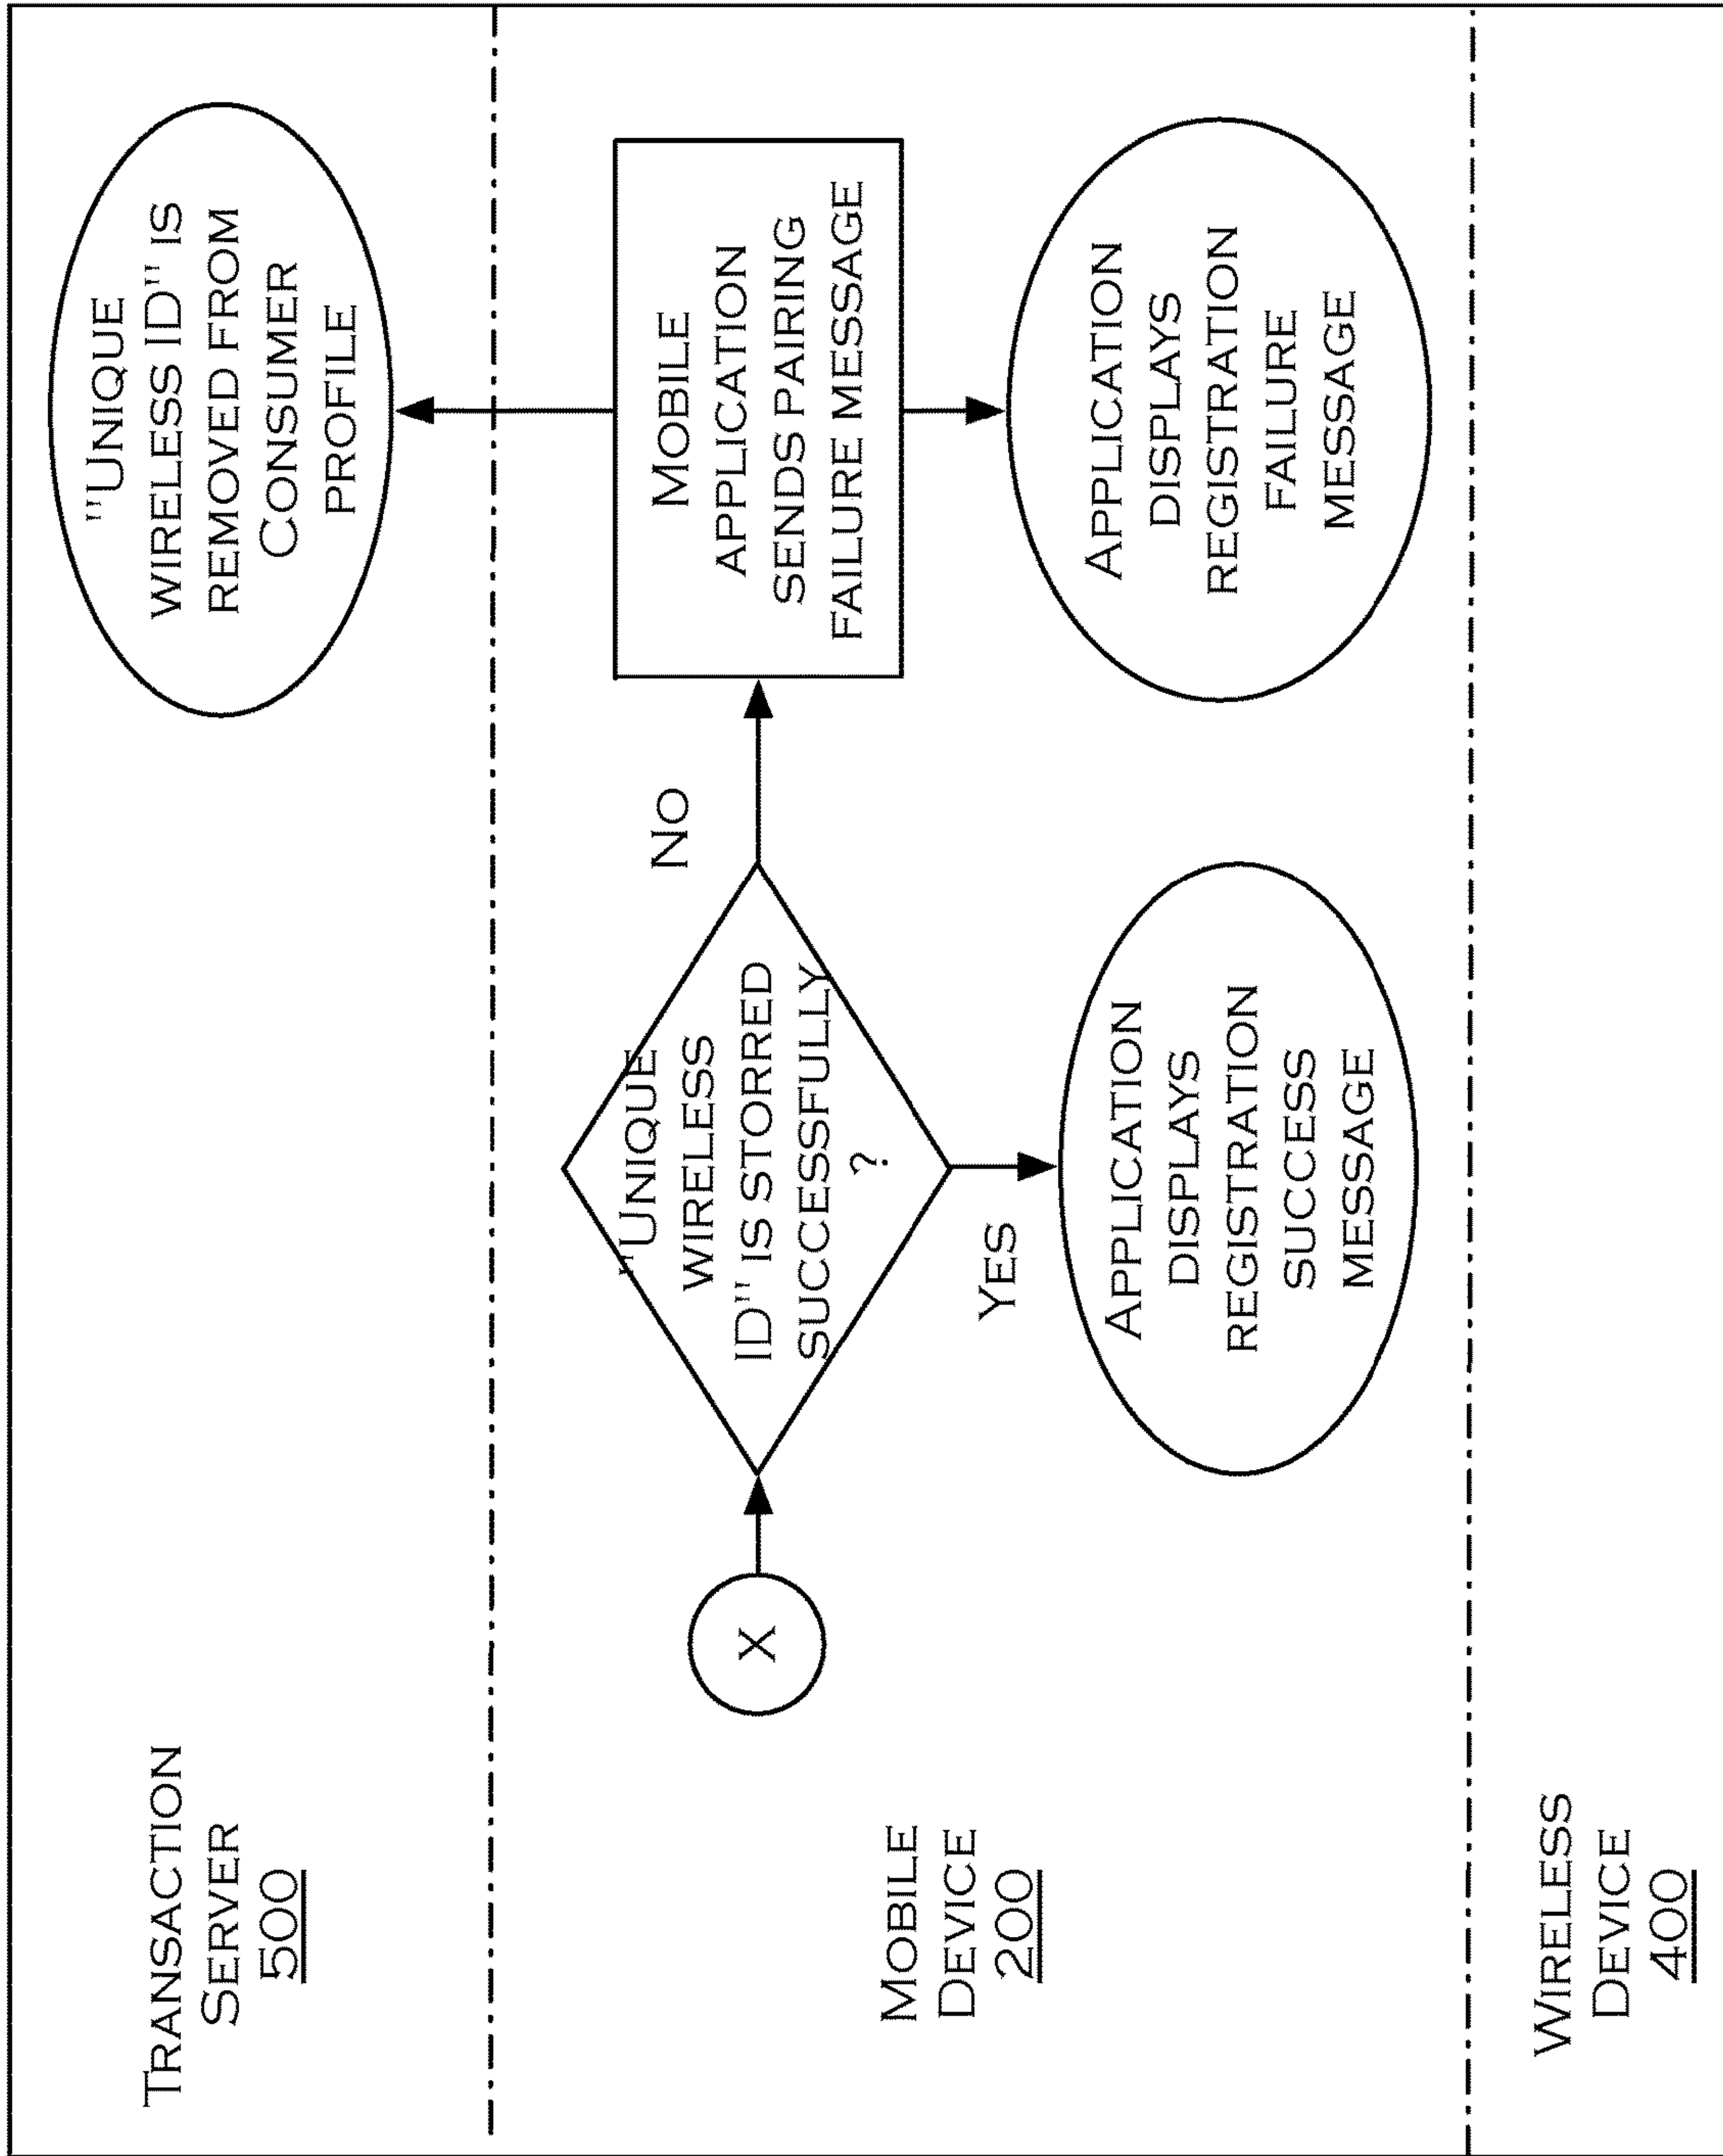 TRANSACTION
SERVER
500
"UNIQUE
WIRELESS ID" IS
REMOVED FROM
CONSUMER
PROFILE
MOBILE
DEVICE
200
X
"UNIQUE
WIRELESS
ID" IS STORRED
SUCCESSFULLY
?
NO
MOBILE
APPLICATION
SENDS PAIRING
FAILURE MESSAGE
YES
APPLICATION
DISPLAYS
REGISTRATION
SUCCESS
MESSAGE
APPLICATION
DISPLAYS
REGISTRATION
FAILURE
MESSAGE
WIRELESS
DEVICE
400